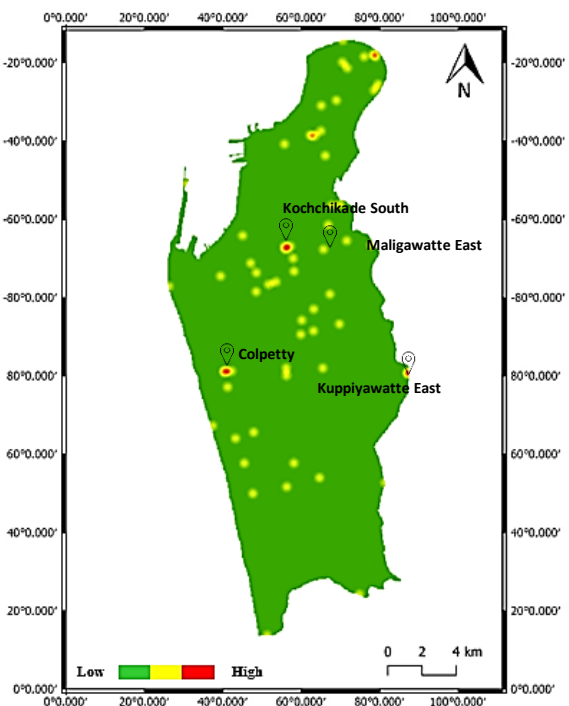 0°0.000′ 20°0.000′ 40°0.000′ 60°0.000′ 80°0.000′ 100°0.000′
-20°0.000′ -20°0.000′
N
-40°0.000′ -40°0.000′
Kochchikade South
-60°0.000′ -60°0.000′
Maligawatte East
-80°0.000′ -80°0.000′
Colpetty
80°0.000′ 80°0.000′
Kuppiyawatte East
60°0.000′ 60°0.000′
40°0.000′ 40°0.000′
20°0.000′ 20°0.000′
0 2 4 km
Low High
0°0.000′ 0°0.000′
0°0.000′ 20°0.000′ 40°0.000′ 60°0.000′ 80°0.000′ 100°0.000′